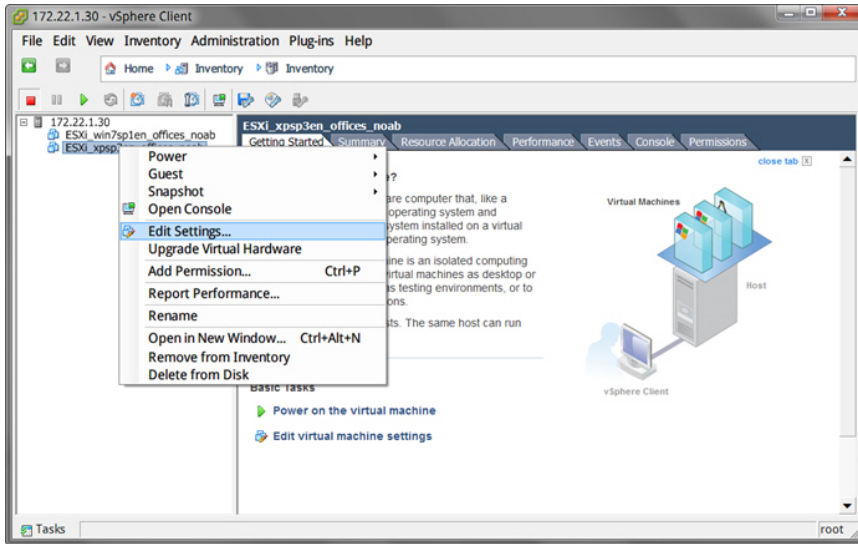 172.22.1.30 - vSphere Client
File Edit View Inventory Administration Plug-ins Help
Home Inventory Inventory
172.22.1.30
ESXi_win7sp1en_offices_noab
ESXi_xpsp3en_offices_noab
ESXi_xpsp3en_offices_noab
Getting Started Summary Resource Allocation Performance Events Console Permissions
close tab
Power
Guest
Snapshot
Open Console
Edit Settings...
Upgrade Virtual Hardware
Add Permission... Ctrl+P
Report Performance...
Rename
Open in New Window... Ctrl+Alt+N
Remove from Inventory
Delete from Disk
?
are computer that, like a
operating system and
ystem installed on a virtual
perating system.
ine is an isolated computing
irtual machines as desktop or
as testing environments, or to
ons.
sts. The same host can run
Virtual Machines
Host
vSphere Client
Basic Tasks
Power on the virtual machine
Edit virtual machine settings
Tasks
root